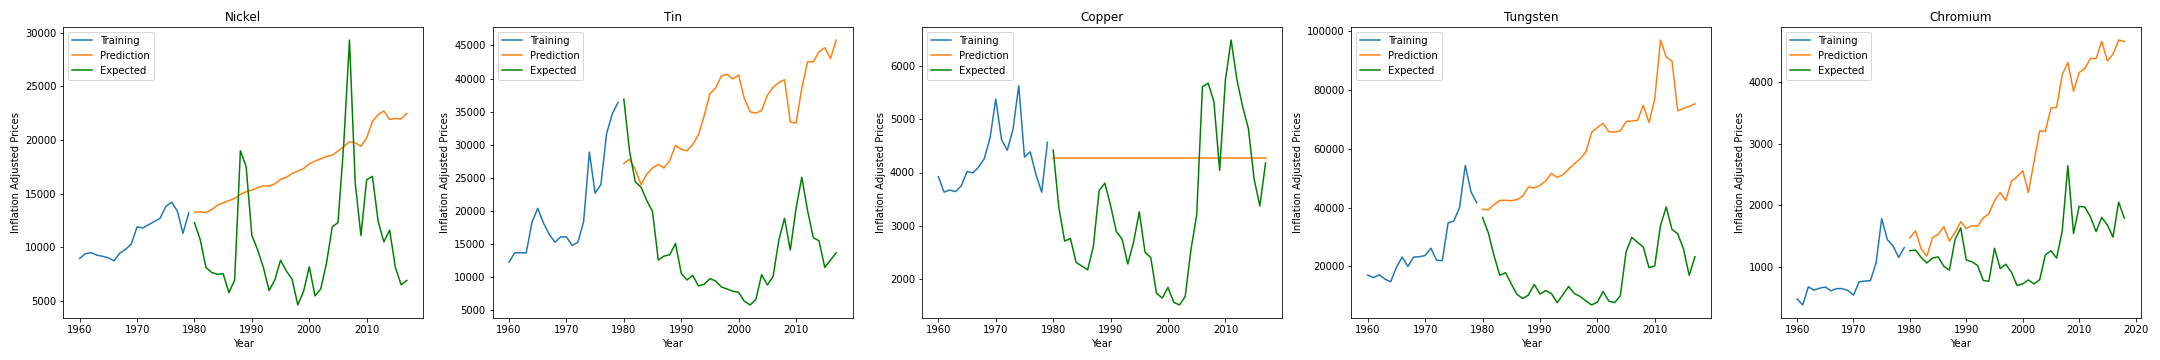 Nickel
Inflation Adjusted Prices
30000
25000
20000
15000
10000
5000
Training
Prediction
Expected
1960 1970 1980 1990 2000 2010
Year
Tin
Inflation Adjusted Prices
45000
40000
35000
30000
25000
20000
15000
10000
5000
Training
Prediction
Expected
1960 1970 1980 1990 2000 2010
Year
Copper
Inflation Adjusted Prices
6000
5000
4000
3000
2000
Training
Prediction
Expected
1960 1970 1980 1990 2000 2010
Year
Tungsten
Inflation Adjusted Prices
100000
80000
60000
40000
20000
Training
Prediction
Expected
1960 1970 1980 1990 2000 2010
Year
Chromium
Inflation Adjusted Prices
4000
3000
2000
1000
Training
Prediction
Expected
1960 1970 1980 1990 2000 2010 2020
Year